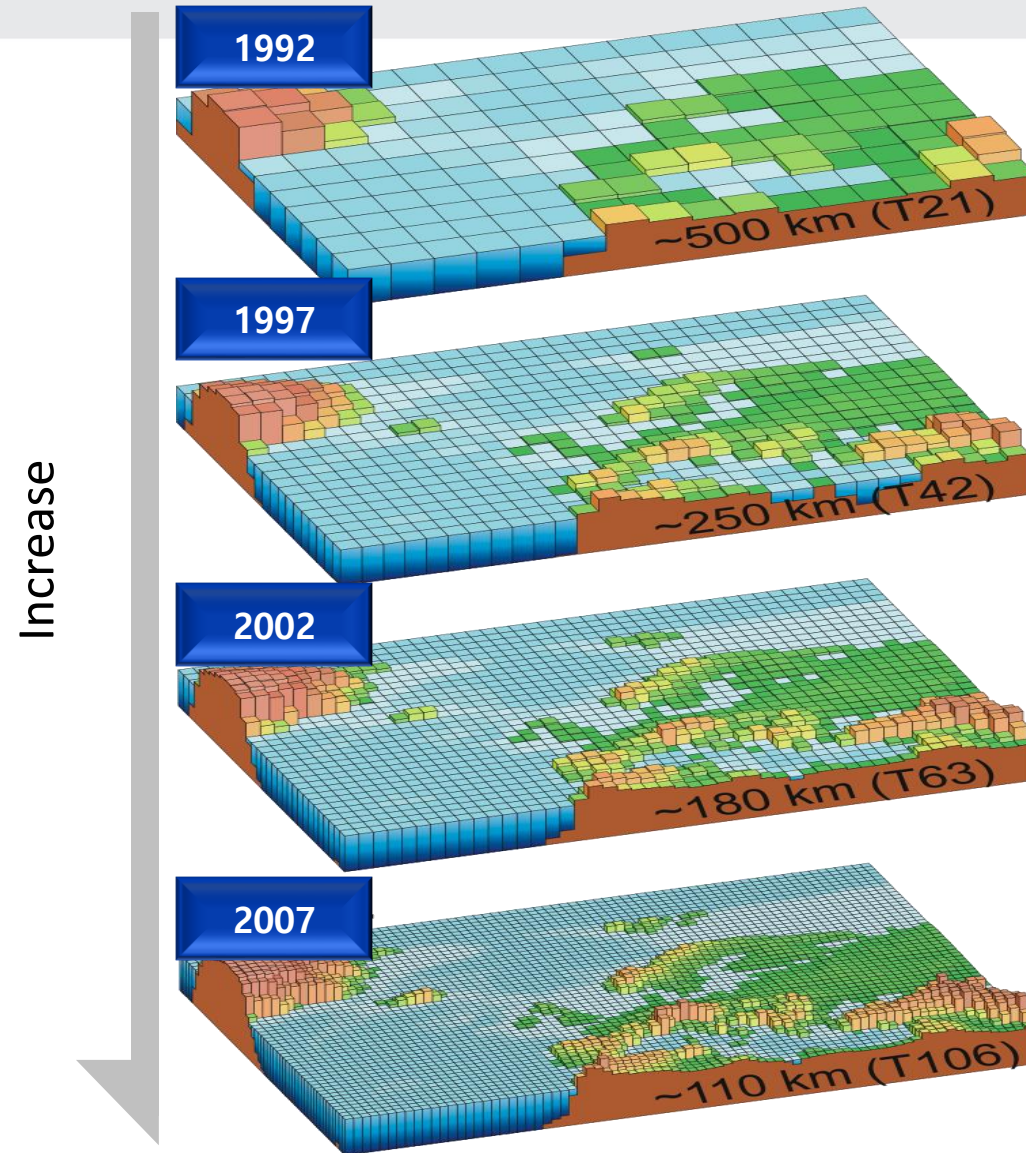 Increase
1992
~500 km (T21)
1997
~250 km (T42)
2002
~180 km (T63)
2007
~110 km (T106)